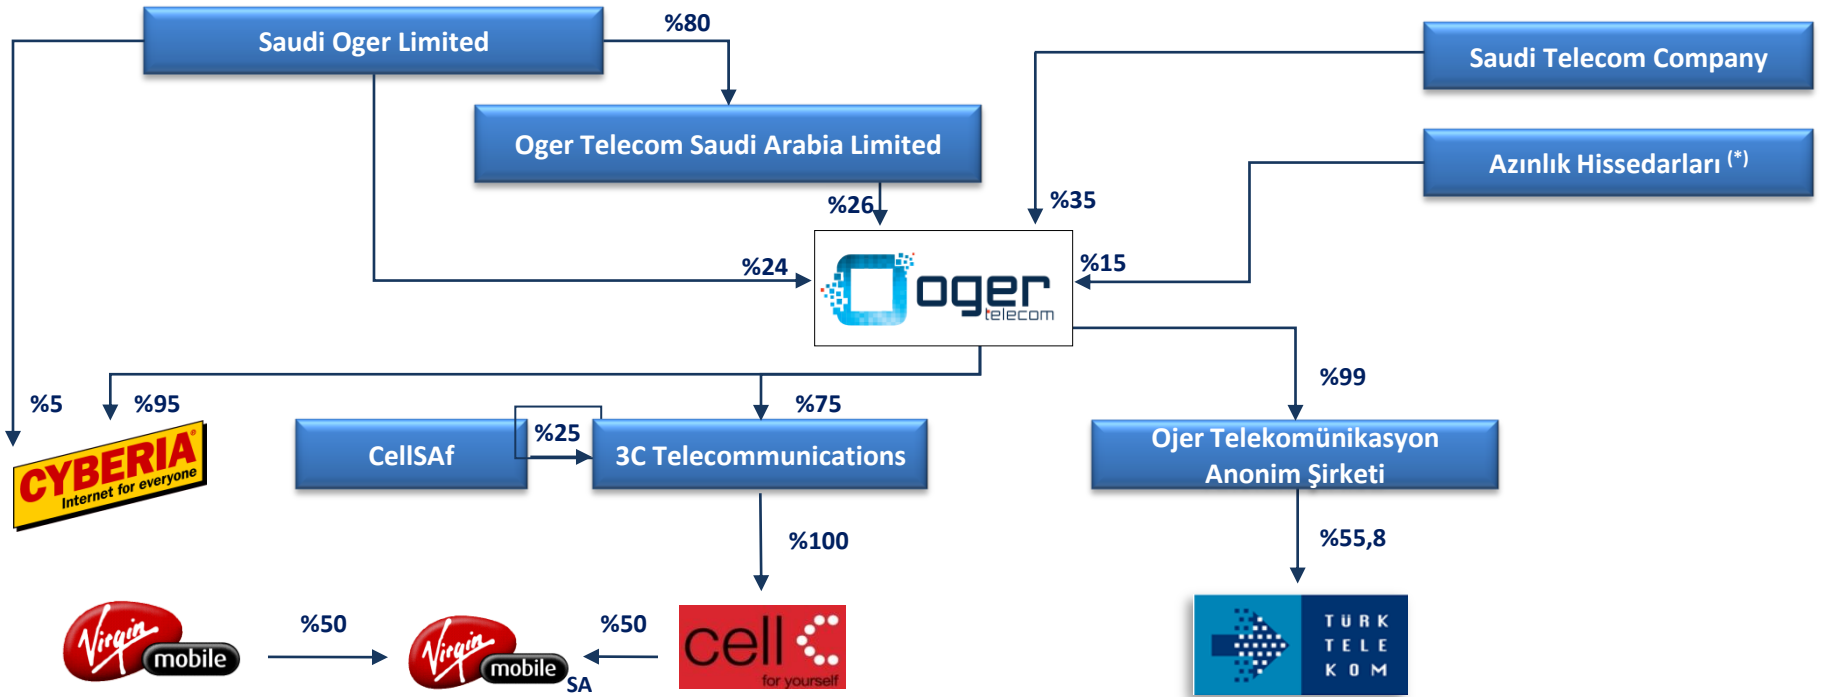 %80
Saudi Oger Limited
Saudi Telecom Company
Oger Telecom Saudi Arabia Limited
Azınlık Hissedarları (*)
%26
%35
%24
%15
oger
telecom
%99
%5
%95
%75
CYBERIA®
Internet for everyone
CellSAf
%25
3C Telecommunications
Ojer Telekomünikasyon
Anonim Şirketi
%100
%55,8
Virgin
mobile
%50
Virgin
mobile
SA
%50
cell C
for yourself
TÜRK
TELE
KOM